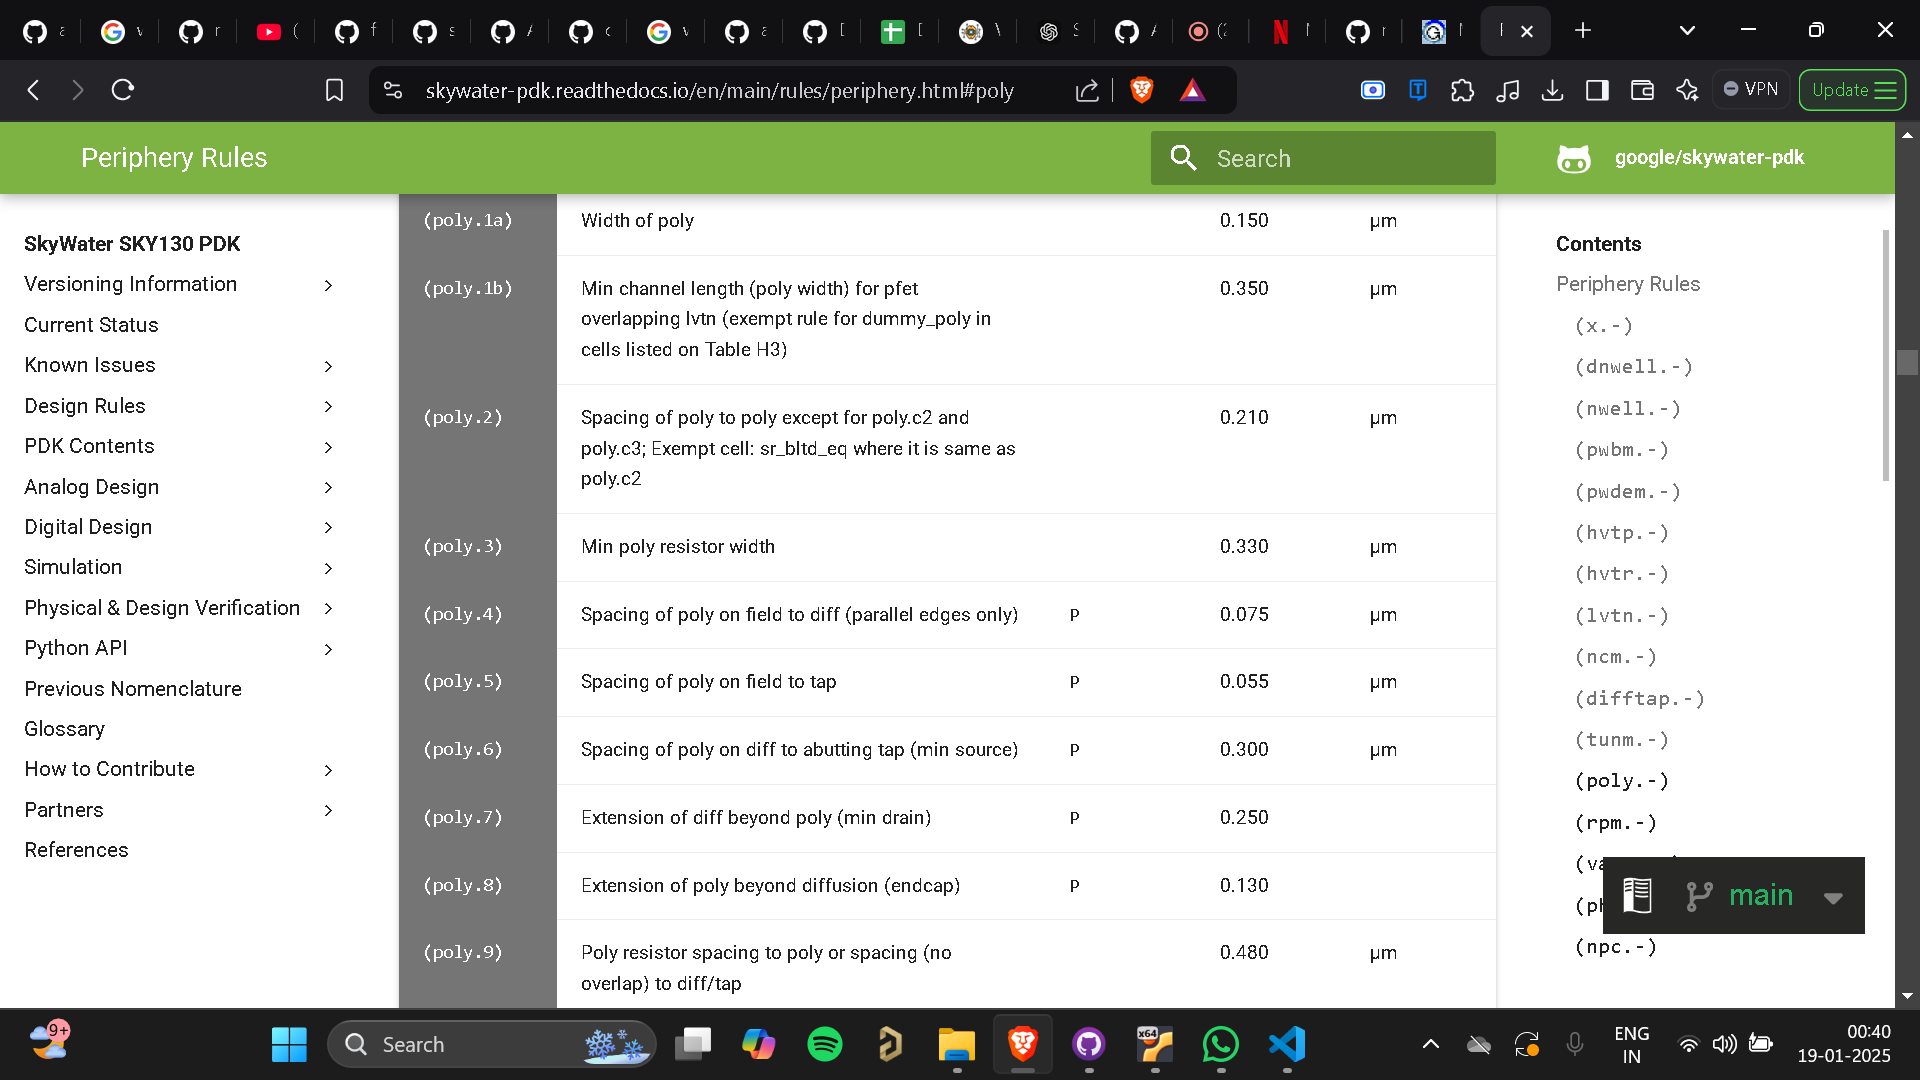 skywater-pdk.readthedocs.io/en/main/rules/periphery.html#poly
VPN
Update
Periphery Rules
Search
google/skywater-pdk
SkyWater SKY130 PDK
Versioning Information
Current Status
Known Issues
Design Rules
PDK Contents
Analog Design
Digital Design
Simulation
Physical & Design Verification
Python API
Previous Nomenclature
Glossary
How to Contribute
Partners
References
(poly.1a) Width of poly 0.150 µm
(poly.1b) Min channel length (poly width) for pfet 0.350 µm
overlapping lvtn (exempt rule for dummy_poly in
cells listed on Table H3)
(poly.2) Spacing of poly to poly except for poly.c2 and 0.210 µm
poly.c3; Exempt cell: sr_bltd_eq where it is same as
poly.c2
(poly.3) Min poly resistor width 0.330 µm
(poly.4) Spacing of poly on field to diff (parallel edges only) P 0.075 µm
(poly.5) Spacing of poly on field to tap P 0.055 µm
(poly.6) Spacing of poly on diff to abutting tap (min source) P 0.300 µm
(poly.7) Extension of diff beyond poly (min drain) P 0.250
(poly.8) Extension of poly beyond diffusion (endcap) P 0.130
(poly.9) Poly resistor spacing to poly or spacing (no 0.480 µm
overlap) to diff/tap
Contents
Periphery Rules
(x.-)
(dnwell.-)
(nwell.-)
(pwbm.-)
(pwdem.-)
(hvtp.-)
(hvtr.-)
(lvtn.-)
(ncm.-)
(difftap.-)
(tunm.-)
(poly.-)
(rpm.-)
(npc.-)
main
9+
Search
x64
ENG
IN
00:40
19-01-2025